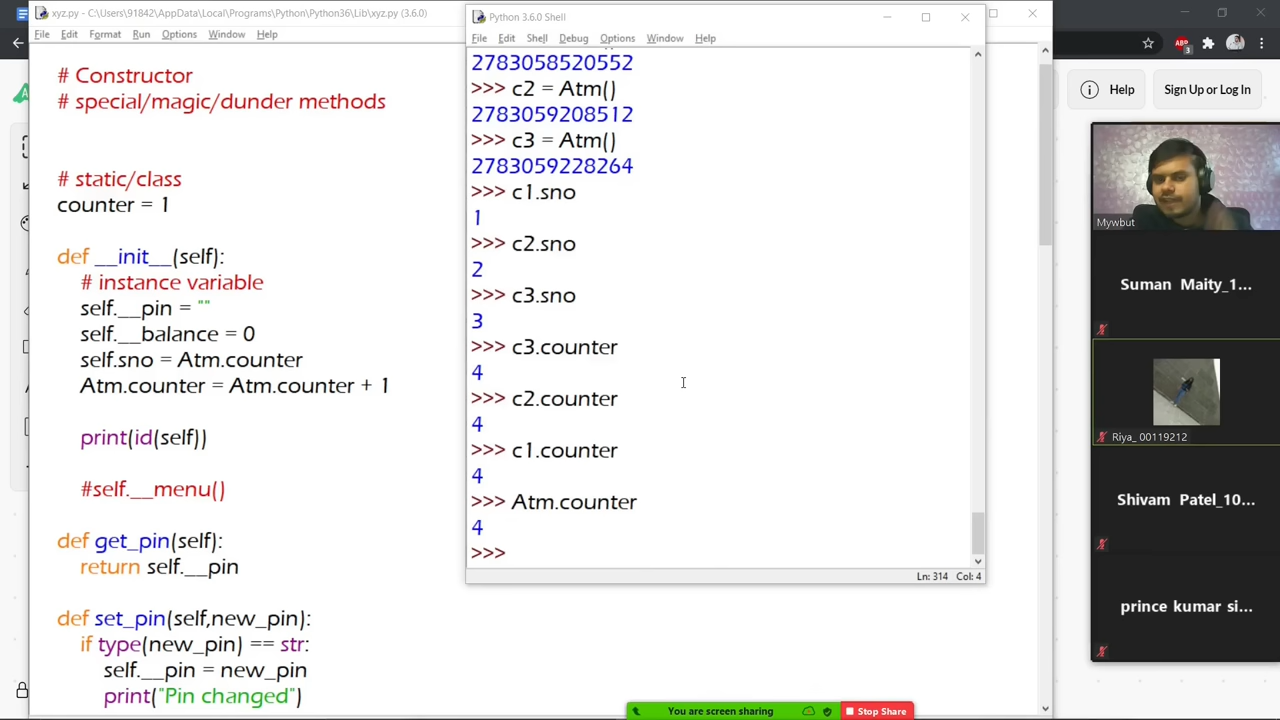 xyz.py - C:\Users\91842\AppData\Local\Programs\Python\Python36\Lib\xyz.py (3.6.0)
File Edit Format Run Options Window Help
# Constructor
# special/magic/dunder methods
# static/class
counter = 1
def __init__(self):
# instance variable
self.__pin = ""
self.__balance = 0
self.sno = Atm.counter
Atm.counter = Atm.counter + 1
print(id(self))
#self.__menu()
def get_pin(self):
return self.__pin
def set_pin(self,new_pin):
if type(new_pin) == str:
self.__pin = new_pin
print("Pin changed")
Python 3.6.0 Shell
File Edit Shell Debug Options Window Help
2783058520552
>>> c2 = Atm()
2783059208512
>>> c3 = Atm()
2783059228264
>>> c1.sno
1
>>> c2.sno
2
>>> c3.sno
3
>>> c3.counter
4
>>> c2.counter
4
>>> c1.counter
4
>>> Atm.counter
4
>>>
Ln: 314 Col: 4
You are screen sharing
Stop Share
ABP
3
Help
Sign Up or Log In
Mywbut
Suman Maity_1...
Riya_ 00119212
Shivam Patel_10...
prince kumar si...